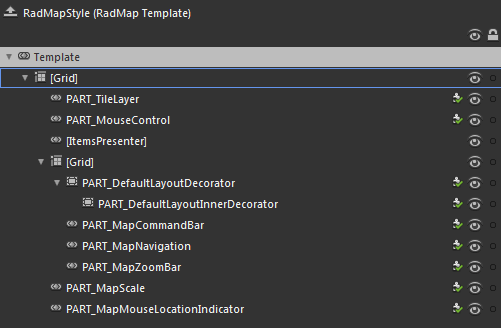 RadMapStyle (RadMap Template)
Template
[Grid]
PART_TileLayer
PART_MouseControl
[ItemsPresenter]
[Grid]
PART_DefaultLayoutDecorator
PART_DefaultLayoutInnerDecorator
PART_MapCommandBar
PART_MapNavigation
PART_MapZoomBar
PART_MapScale
PART_MapMouseLocationIndicator